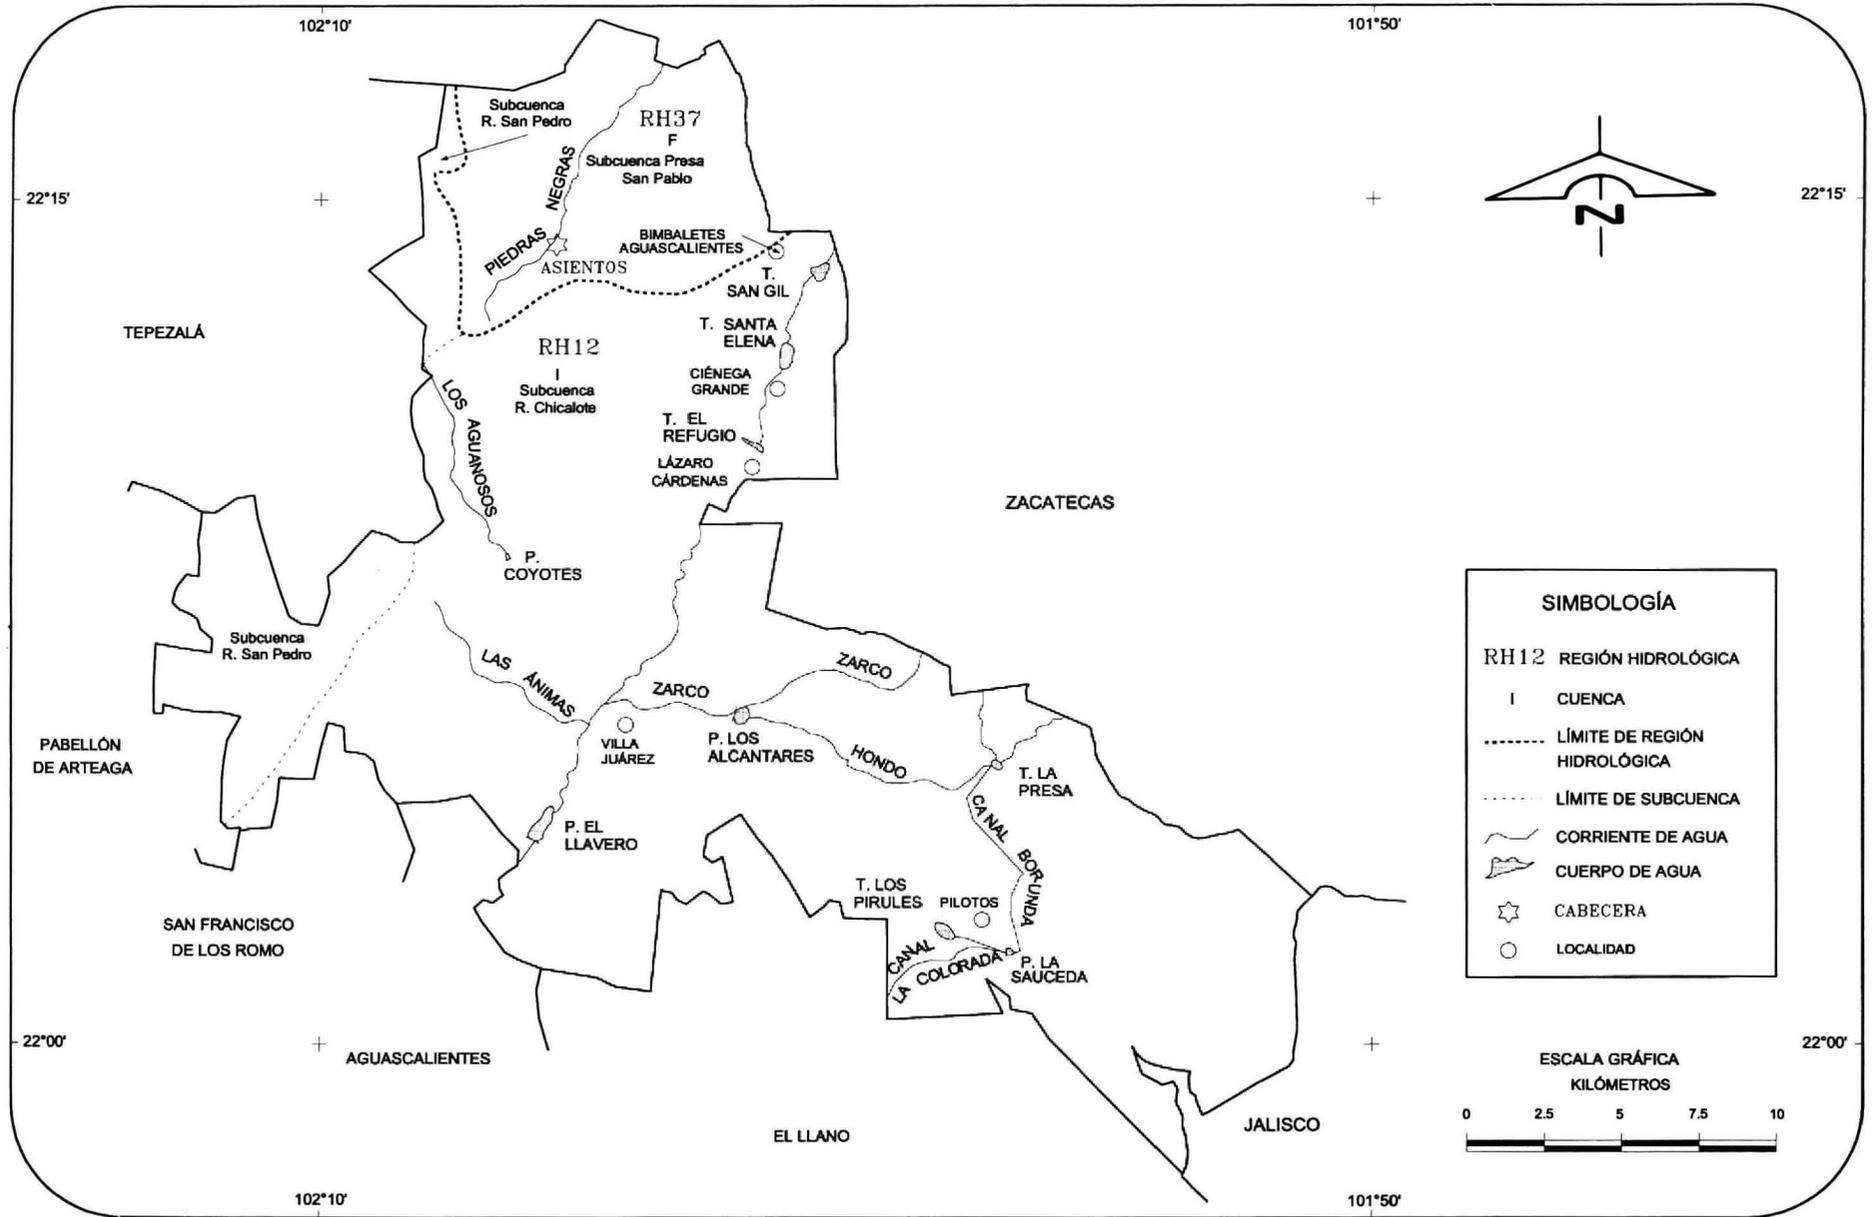 102°10'
101°50'
Subcuenca
R. San Pedro
RH37
F
Subcuenca Presa
San Pablo
NEGRAS
PIEDRAS
22°15'
22°15'
N
BIMBALETES
AGUASCALIENTES
ASIENTOS
T.
SAN GIL
TEPEZALÁ
T. SANTA
ELENA
RH12
I
Subcuenca
R. Chicalote
CIÉNEGA
GRANDE
LOS AGUANOSOS
T. EL
REFUGIO
LÁZARO
CÁRDENAS
ZACATECAS
P.
COYOTES
Subcuenca
R. San Pedro
LAS ÁNIMAS
ZARCO
ZARCO
VILLA
JUÁREZ
P. LOS
ALCANTARES
HONDO
T. LA
PRESA
PABELLÓN
DE ARTEAGA
CANAL BORUNDA
P. EL
LLAVERO
T. LOS
PIRULES
PILOTOS
SAN FRANCISCO
DE LOS ROMO
CANAL
LA COLORADA
P. LA
SAUCEDA
22°00'
22°00'
AGUASCALIENTES
EL LLANO
JALISCO
SIMBOLOGÍA
RH12 REGIÓN HIDROLÓGICA
I CUENCA
LÍMITE DE REGIÓN
HIDROLÓGICA
LÍMITE DE SUBCUENCA
CORRIENTE DE AGUA
CUERPO DE AGUA
CABECERA
LOCALIDAD
ESCALA GRÁFICA
KILÓMETROS
0 2.5 5 7.5 10
102°10'
101°50'